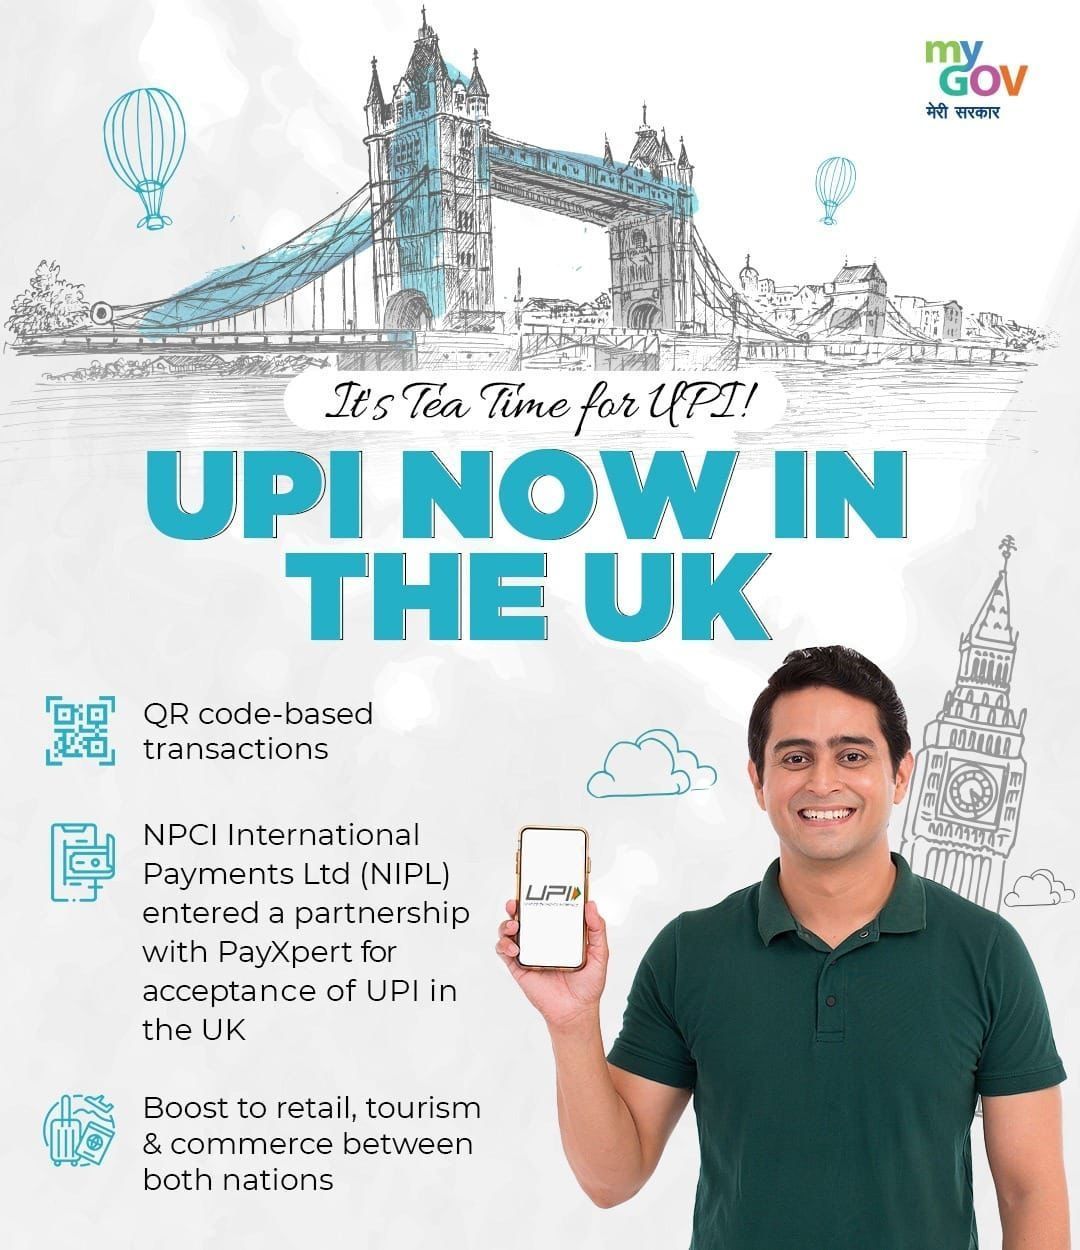 my
GOV
मेरी सरकार
It's Tea Time for UPI!
UPI NOW IN
THE UK
QR code-based
transactions
NPCI International
Payments Ltd (NIPL)
entered a partnership
with PayXpert for
acceptance of UPI in
the UK
UPI
Boost to retail, tourism
& commerce between
both nations